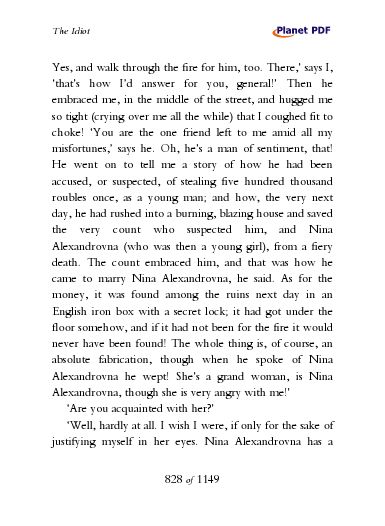 The Idiot
Planet PDF
Yes, and walk through the fire for him, too. There,' says I,
'that's how I'd answer for you, general!' Then he
embraced me, in the middle of the street, and hugged me
so tight (crying over me all the while) that I coughed fit to
choke! 'You are the one friend left to me amid all my
misfortunes,' says he. Oh, he's a man of sentiment, that!
He went on to tell me a story of how he had been
accused, or suspected, of stealing five hundred thousand
roubles once, as a young man; and how, the very next
day, he had rushed into a burning, blazing house and saved
the very count who suspected him, and Nina
Alexandrovna (who was then a young girl), from a fiery
death. The count embraced him, and that was how he
came to marry Nina Alexandrovna, he said. As for the
money, it was found among the ruins next day in an
English iron box with a secret lock; it had got under the
floor somehow, and if it had not been for the fire it would
never have been found! The whole thing is, of course, an
absolute fabrication, though when he spoke of Nina
Alexandrovna he wept! She's a grand woman, is Nina
Alexandrovna, though she is very angry with me!'
'Are you acquainted with her?'
'Well, hardly at all. I wish I were, if only for the sake of
justifying myself in her eyes. Nina Alexandrovna has a
828 of 1149